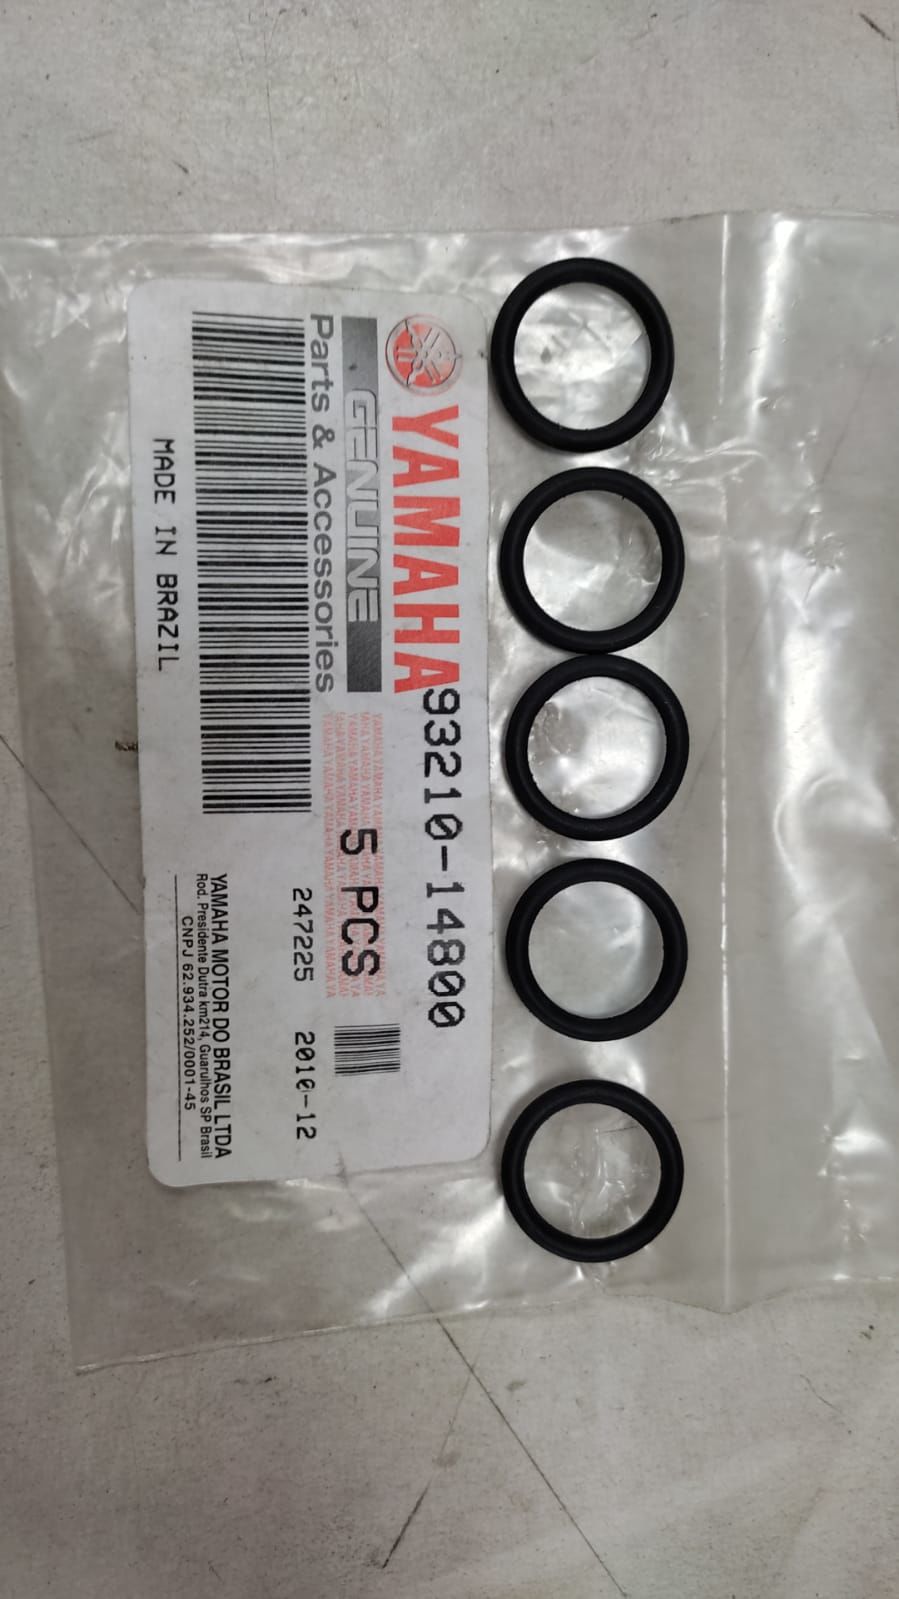 YAMAHA
93210-14800
GENUINE
Parts & Accessories
5 PCS
247225 2010-12
MADE IN BRAZIL
YAMAHA MOTOR DO BRASIL LTDA
Rod. Presidente Dutra km214, Guarulhos SP Brasil
CNPJ 62.934.252/0001-45